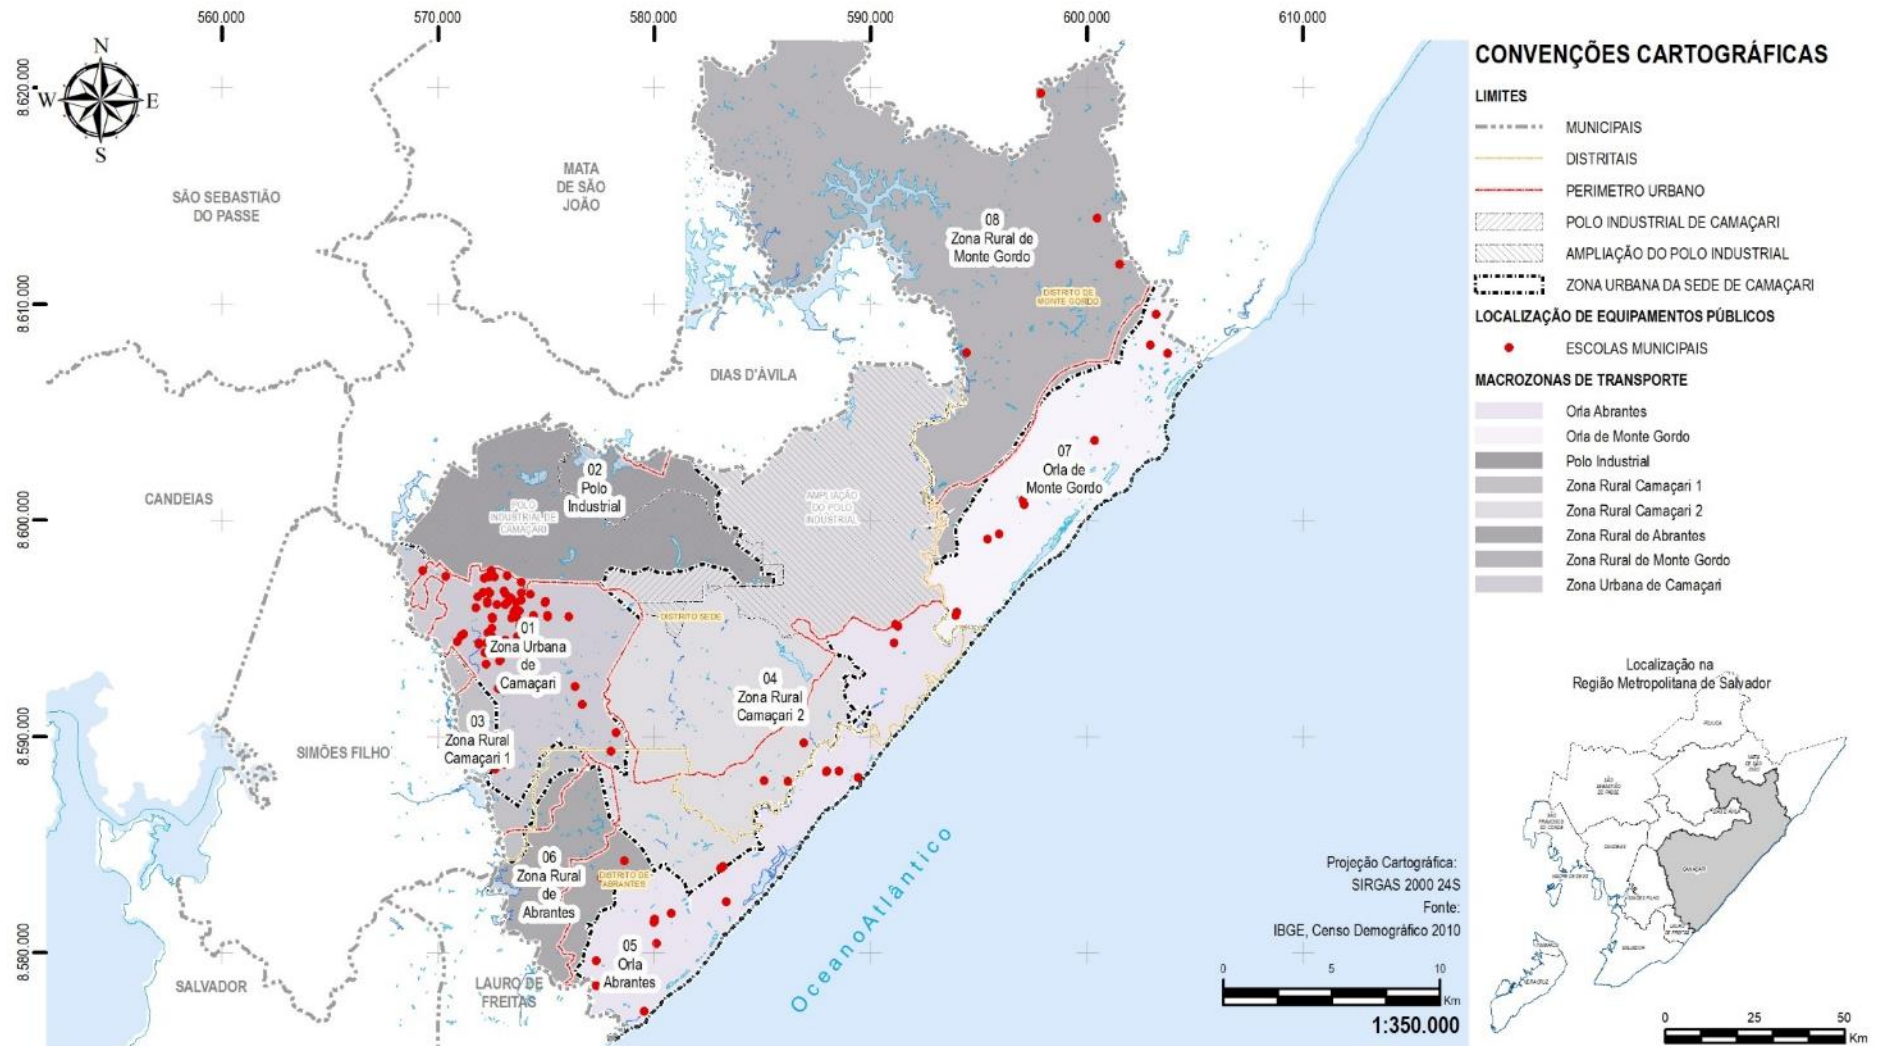 560.000
570.000
580.000
590.000
600.000
610.000
8.620.000
8.610.000
8.600.000
8.590.000
8.580.000
N
W
E
S
SÃO SEBASTIÃO
DO PASSE
MATA
DE SÃO
JOÃO
DIAS D'ÁVILA
CANDEIAS
SIMÕES FILHO
SALVADOR
LAURO DE
FREITAS
08
Zona Rural de
Monte Gordo
DISTRITO DE
MONTE GORDO
07
Orla de
Monte Gordo
02
Polo
Industrial
POLO
INDUSTRIAL DE
CAMAÇARI
AMPLIAÇÃO
DO POLO
INDUSTRIAL
DISTRITO SEDE
01
Zona Urbana
de
Camaçari
04
Zona Rural
Camaçari 2
03
Zona Rural
Camaçari 1
06
Zona Rural
de
Abrantes
DISTRITO DE
ABRANTES
05
Orla
Abrantes
Oceano Atlântico
Projeção Cartográfica:
SIRGAS 2000 24S
Fonte:
IBGE, Censo Demográfico 2010
0 5 10
Km
1:350.000
CONVENÇÕES CARTOGRÁFICAS
LIMITES
MUNICIPAIS
DISTRITAIS
PERIMETRO URBANO
POLO INDUSTRIAL DE CAMAÇARI
AMPLIAÇÃO DO POLO INDUSTRIAL
ZONA URBANA DA SEDE DE CAMAÇARI
LOCALIZAÇÃO DE EQUIPAMENTOS PÚBLICOS
ESCOLAS MUNICIPAIS
MACROZONAS DE TRANSPORTE
Orla Abrantes
Orla de Monte Gordo
Polo Industrial
Zona Rural Camaçari 1
Zona Rural Camaçari 2
Zona Rural de Abrantes
Zona Rural de Monte Gordo
Zona Urbana de Camaçari
Localização na
Região Metropolitana de Salvador
CAMAÇARI
SIMÕES FILHO
SALVADOR
0 25 50
Km